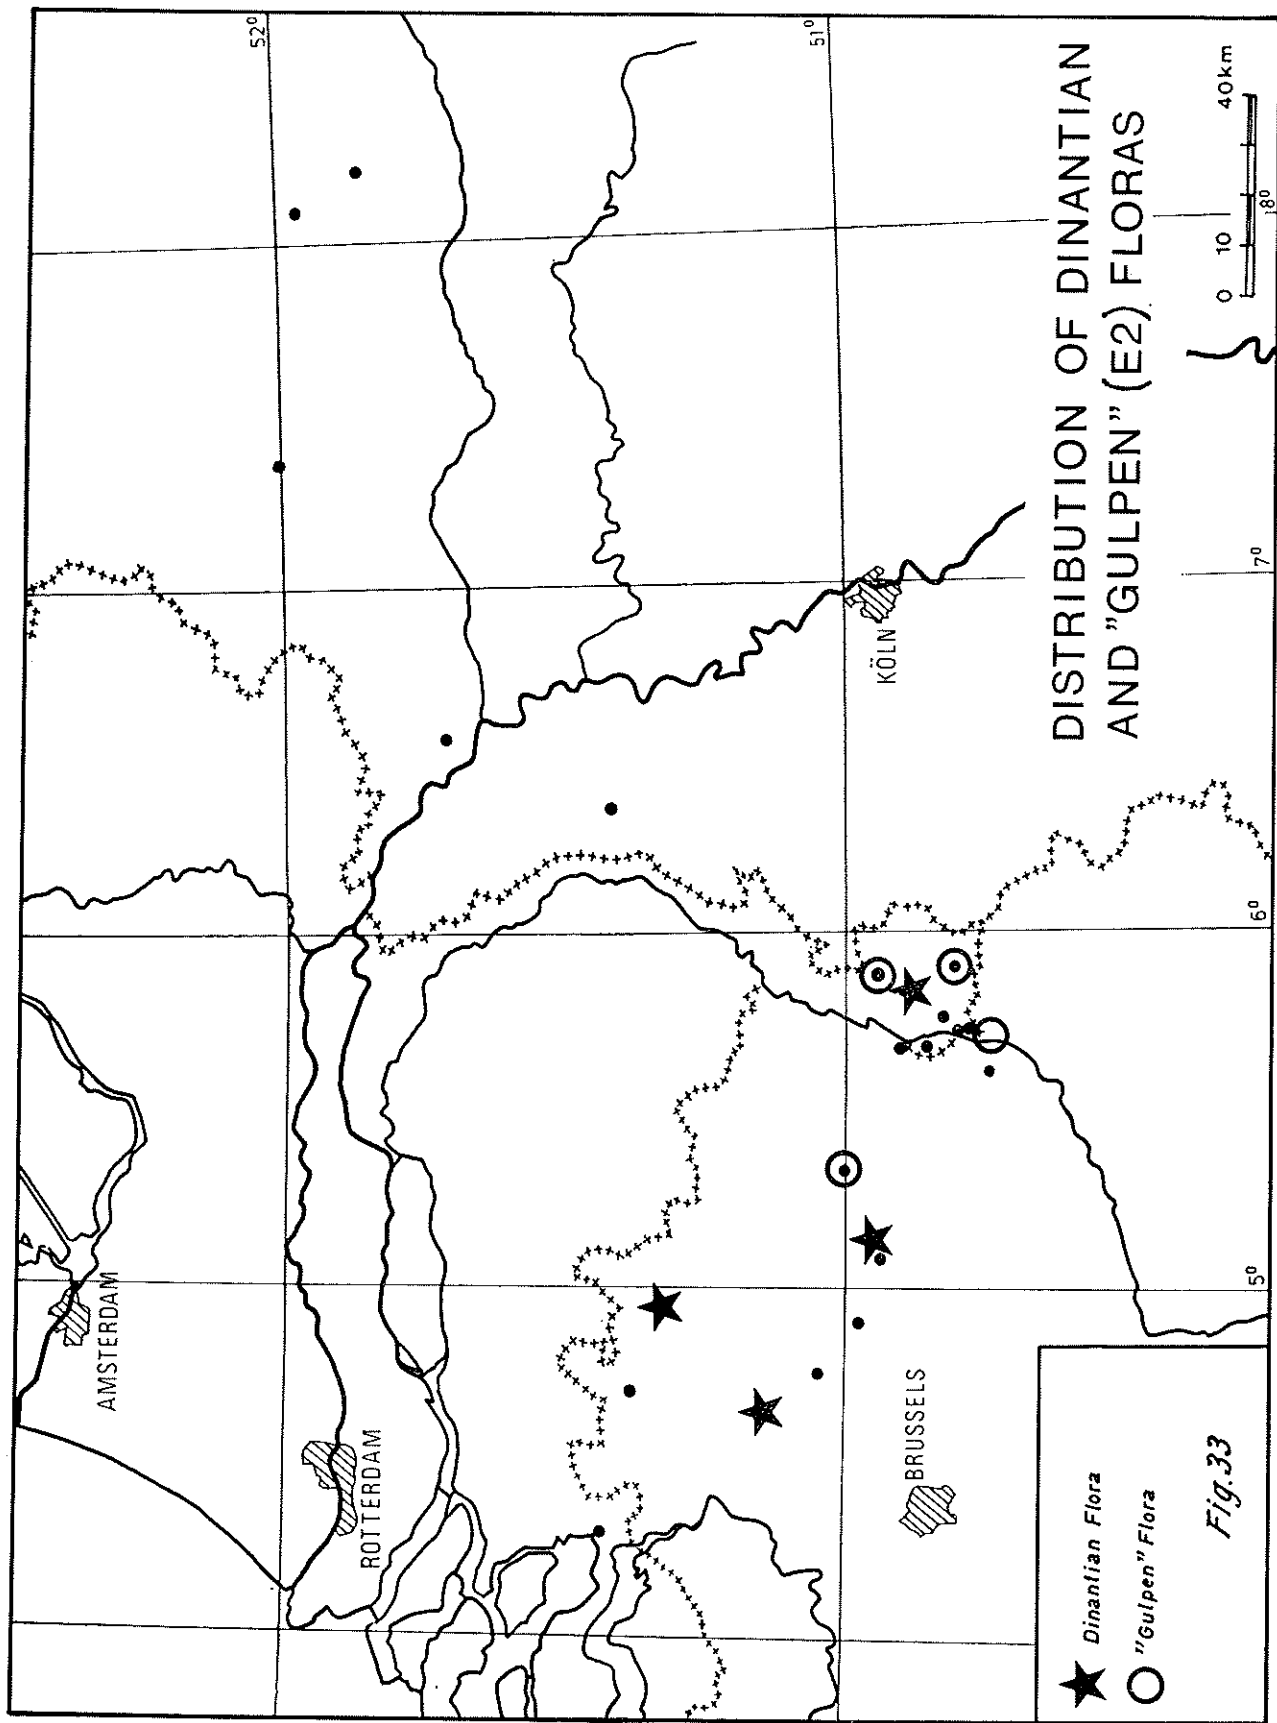 DISTRIBUTION OF DINANTIAN
AND "GULPEN" (E2) FLORAS
0 10 40km
52°
51°
8°
7°
6°
5°
AMSTERDAM
ROTTERDAM
BRUSSELS
KÖLN
Dinantian Flora
"Gulpen" Flora
Fig. 33